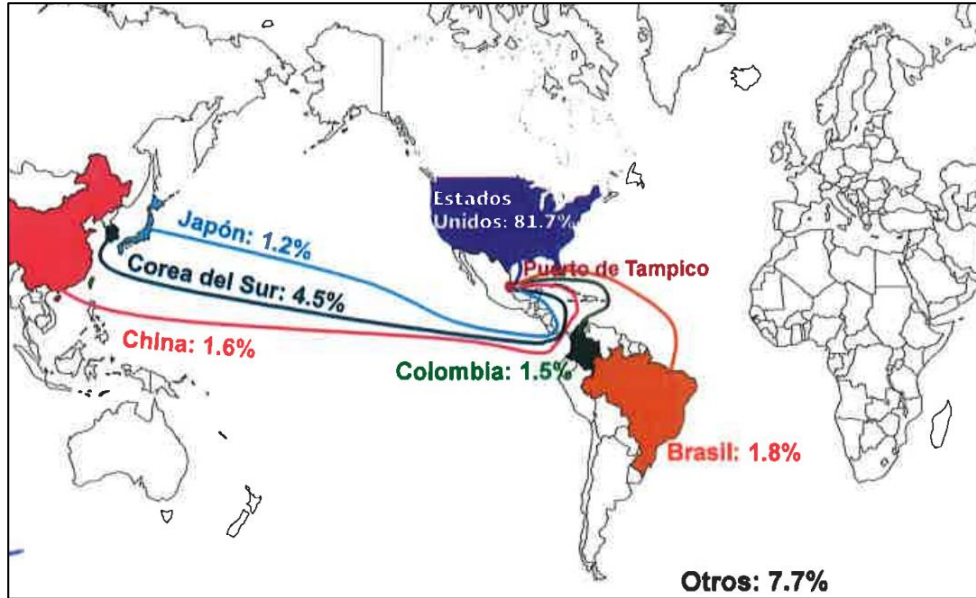 Estados
Unidos: 81.7%
Japón: 1.2%
Puerto de Tampico
Corea del Sur: 4.5%
China: 1.6%
Colombia: 1.5%
Brasil: 1.8%
Otros: 7.7%